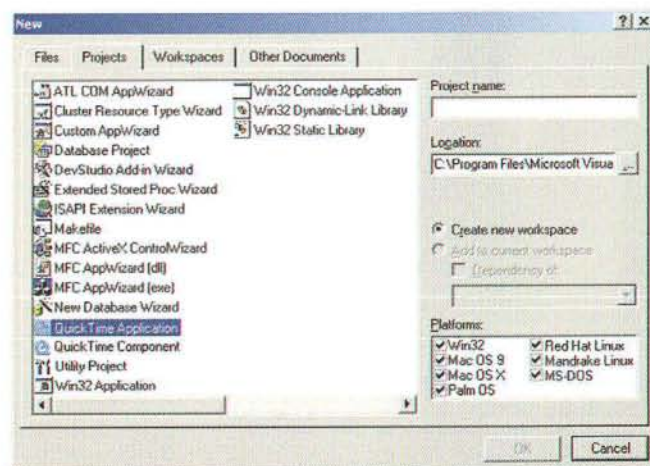 New
Files
Projects
Workspaces
Other Documents
ATL COM AppWizard
Cluster Resource Type Wizard
Custom AppWizard
Database Project
DevStudio Add-in Wizard
Extended Stored Proc Wizard
ISAPI Extension Wizard
Makefile
MFC ActiveX ControlWizard
MFC AppWizard (dll)
MFC AppWizard (exe)
New Database Wizard
QuickTime Application
QuickTime Component
Utility Project
Win32 Application
Win32 Console Application
Win32 Dynamic-Link Library
Win32 Static Library
Project name:
Location:
C:\Program Files\Microsoft Visua
...
Create new workspace
Add to current workspace
Dependency of:
Platforms:
Win32
Mac OS 9
Mac OS X
Palm OS
Red Hat Linux
Mandrake Linux
MS-DOS
OK
Cancel